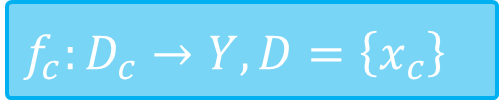 f_c: D_c → Y, D = {x_c}